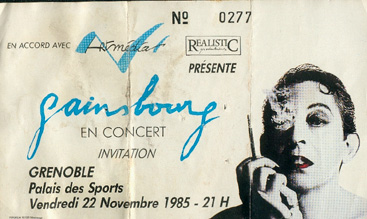 Nº 0277
EN ACCORD AVEC Artmédia
REALISTIC
PRÉSENTE
gainsbourg
EN CONCERT
INVITATION
GRENOBLE
Palais des Sports
Vendredi 22 Novembre 1985 - 21 H